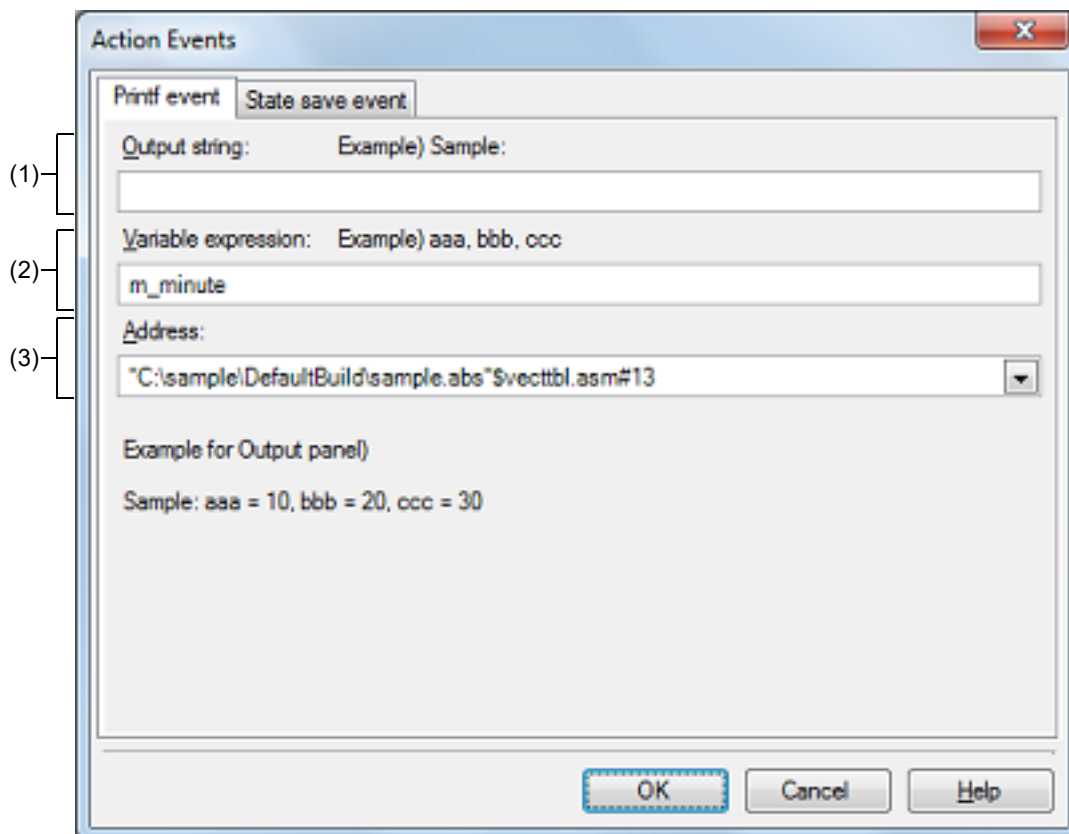 Action Events
Printf event State save event
(1) Output string: Example) Sample:
(2) Variable expression: Example) aaa, bbb, ccc
m_minute
(3) Address:
"C:\sample\DefaultBuild\sample.abs"$vecttbl.asm#13
Example for Output panel)
Sample: aaa = 10, bbb = 20, ccc = 30
OK Cancel Help